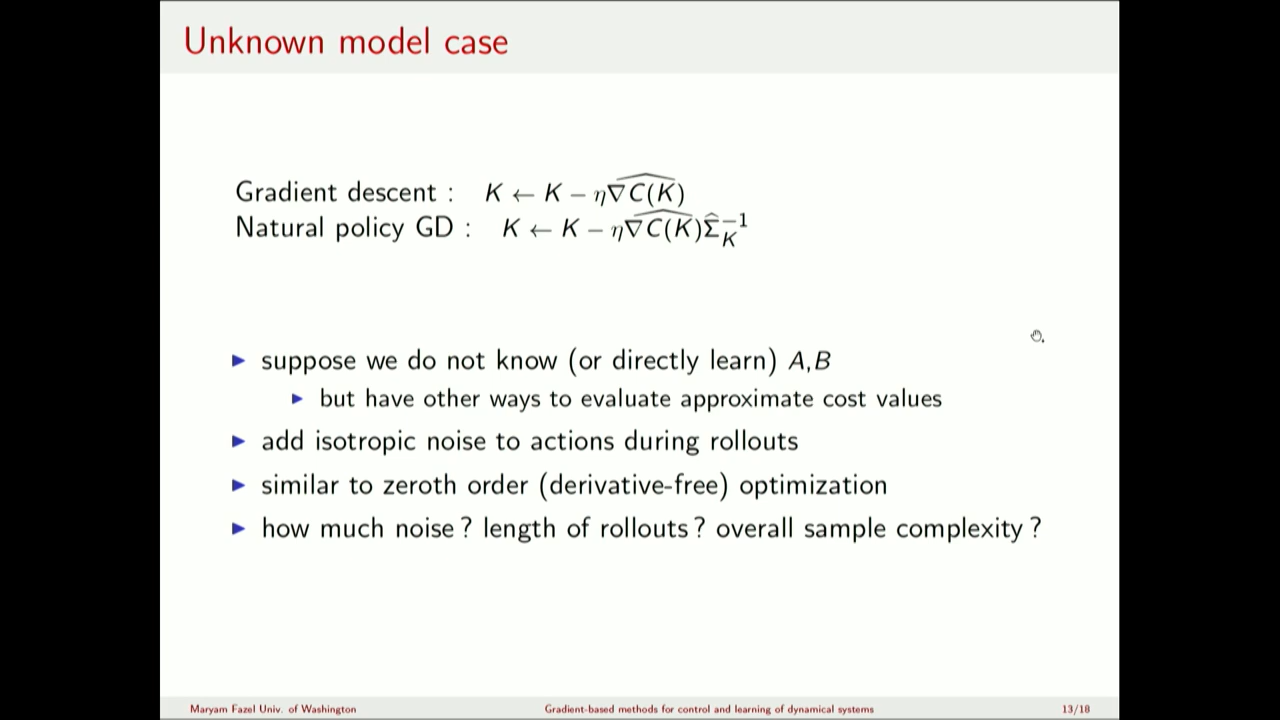 Unknown model case
Gradient descent : K ← K − η\widehat{∇C(K)}
Natural policy GD : K ← K − η\widehat{∇C(K)}Σ̂_K^{−1}
▶ suppose we do not know (or directly learn) A, B
▶ but have other ways to evaluate approximate cost values
▶ add isotropic noise to actions during rollouts
▶ similar to zeroth order (derivative-free) optimization
▶ how much noise ? length of rollouts ? overall sample complexity ?
Maryam Fazel Univ. of Washington Gradient-based methods for control and learning of dynamical systems 13/18